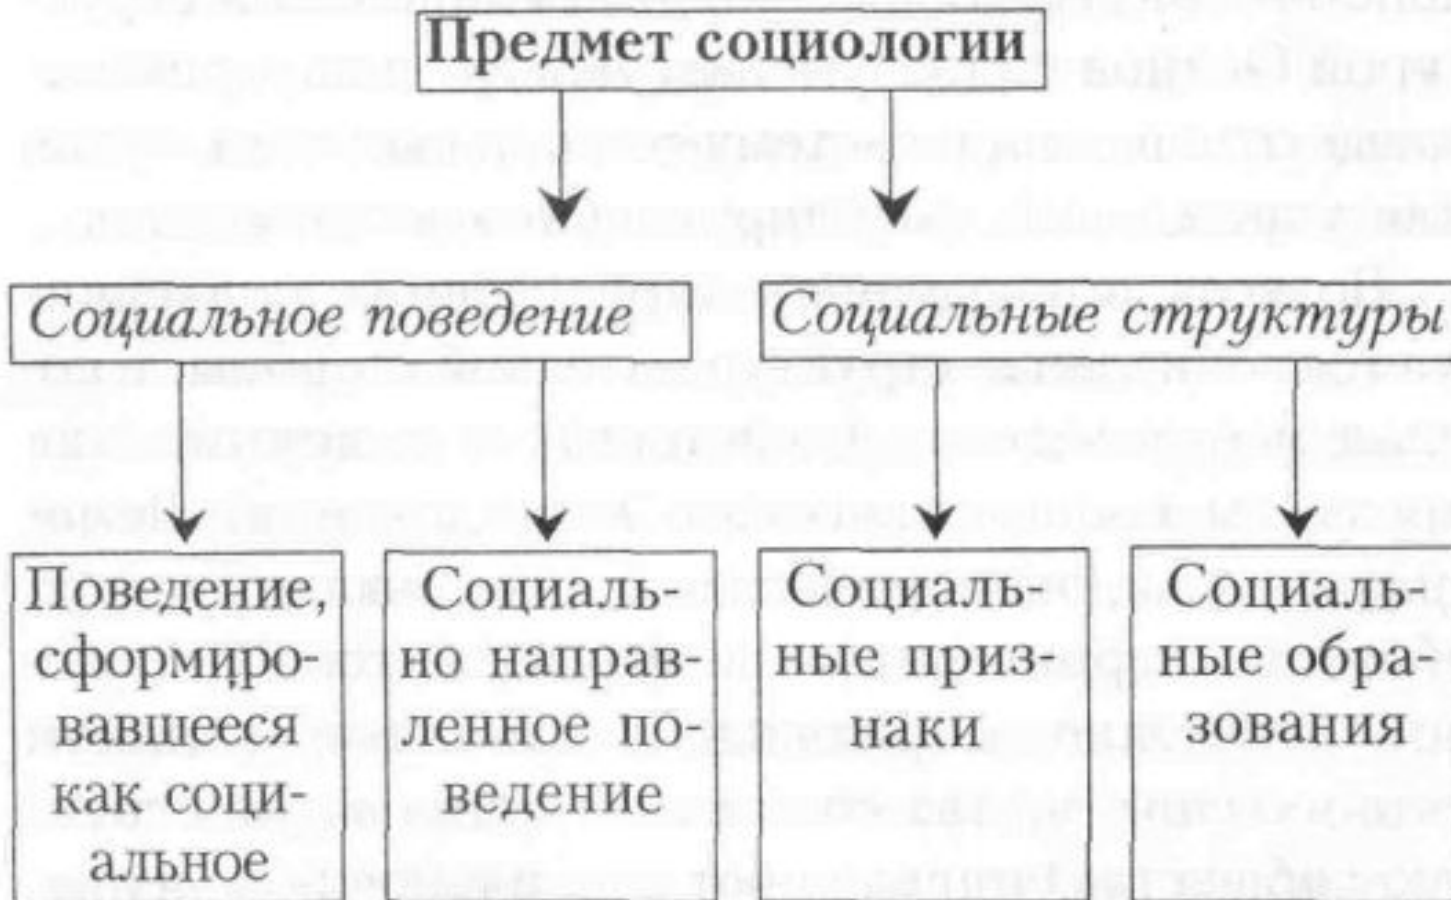 Предмет социологии
Социальное поведение
Социальные структуры
Поведение,
сформиро-
вавшееся
как соци-
альное
Социаль-
но направ-
ленное по-
ведение
Социаль-
ные приз-
наки
Социаль-
ные обра-
зования